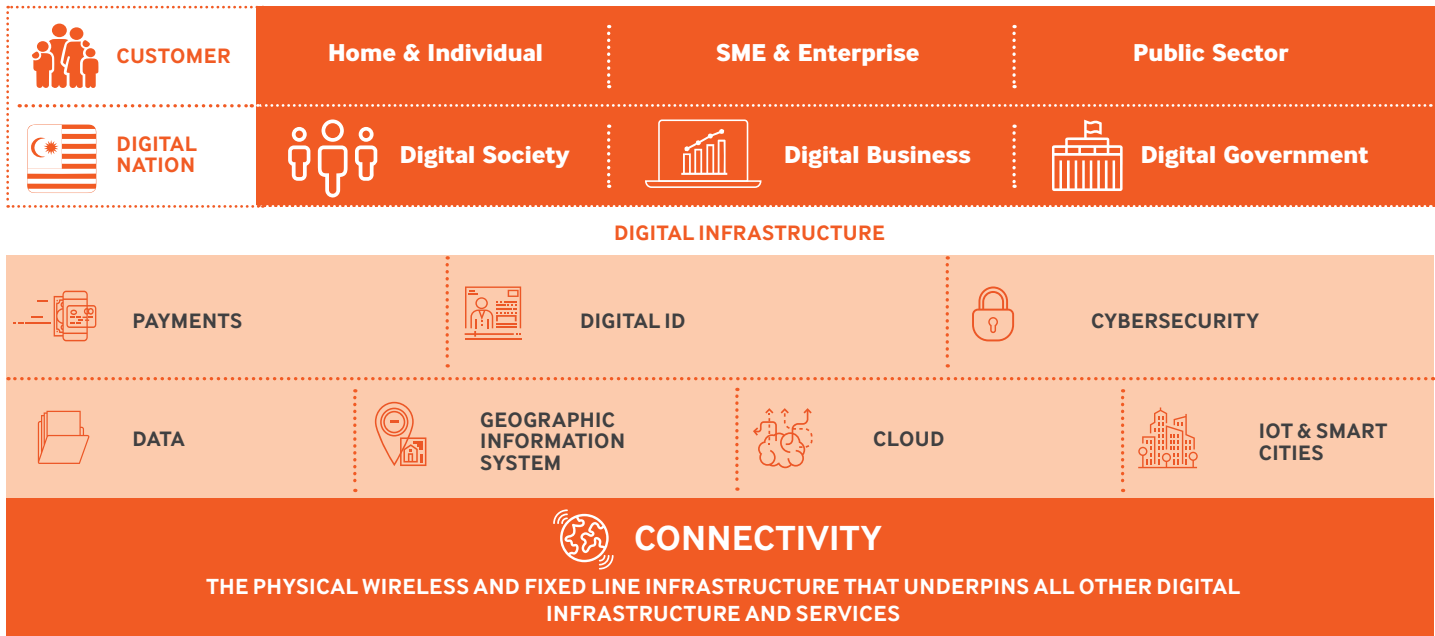 CUSTOMER
Home & Individual
SME & Enterprise
Public Sector
DIGITAL
NATION
Digital Society
Digital Business
Digital Government
DIGITAL INFRASTRUCTURE
PAYMENTS
DIGITAL ID
CYBERSECURITY
DATA
GEOGRAPHIC
INFORMATION
SYSTEM
CLOUD
IOT & SMART
CITIES
CONNECTIVITY
THE PHYSICAL WIRELESS AND FIXED LINE INFRASTRUCTURE THAT UNDERPINS ALL OTHER DIGITAL
INFRASTRUCTURE AND SERVICES